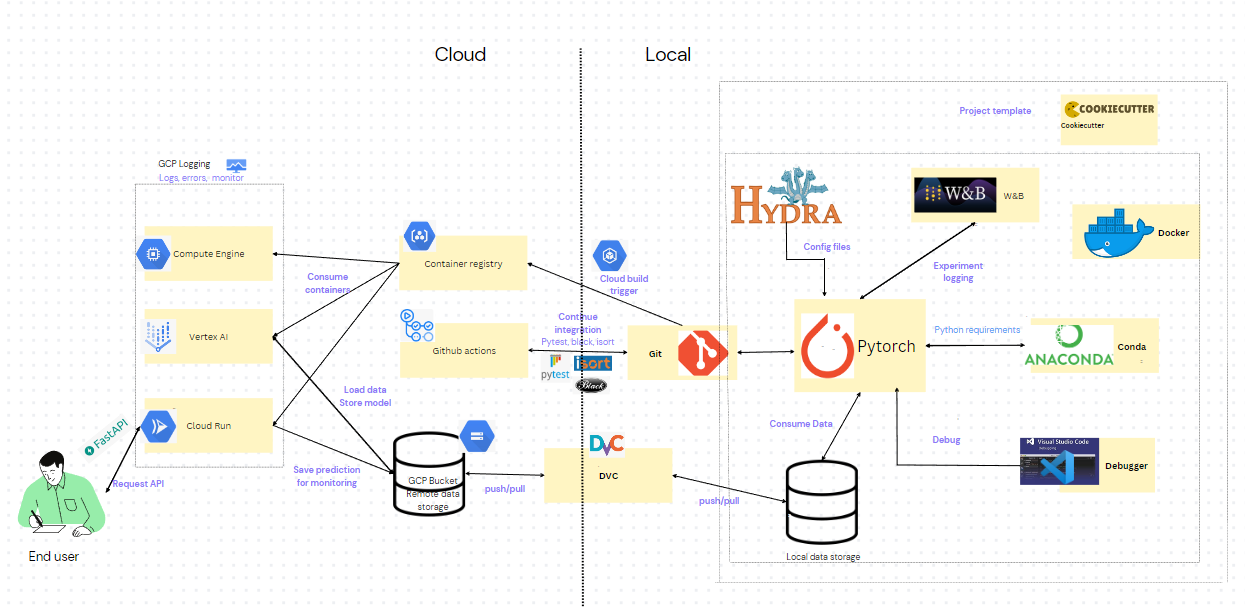 Cloud
Local
Project template
COOKIECUTTER
Cookiecutter
GCP Logging
Logs, errors, monitor
HYDRA
W&B
W&B
Docker
Config files
Experiment
logging
Compute Engine
Container registry
Consume
containers
Cloud build
trigger
Continue
integration
Pytest, black, isort
Vertex AI
Github actions
pytest
isort
Black
Git
Pytorch
Python requirements
ANACONDA
Conda
Load data
Store model
Cloud Run
FastAPI
Request API
End user
Save prediction
for monitoring
GCP Bucket
Remote data
storage
push/pull
DVC
DVC
push/pull
Consume Data
Local data storage
Debug
Visual Studio Code
Debugger